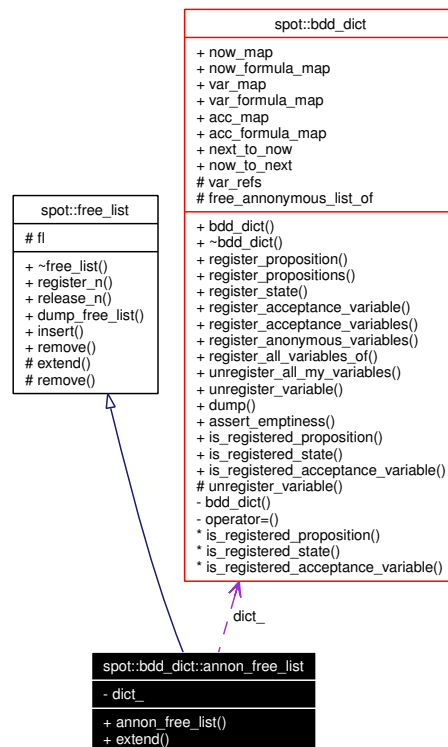 spot::bdd_dict
+ now_map
+ now_formula_map
+ var_map
+ var_formula_map
+ acc_map
+ acc_formula_map
+ next_to_now
+ now_to_next
# var_refs
# free_annonymous_list_of
+ bdd_dict()
+ ~bdd_dict()
+ register_proposition()
+ register_propositions()
+ register_state()
+ register_acceptance_variable()
+ register_acceptance_variables()
+ register_anonymous_variables()
+ register_all_variables_of()
+ unregister_all_my_variables()
+ unregister_variable()
+ dump()
+ assert_emptiness()
+ is_registered_proposition()
+ is_registered_state()
+ is_registered_acceptance_variable()
# unregister_variable()
- bdd_dict()
- operator=()
* is_registered_proposition()
* is_registered_state()
* is_registered_acceptance_variable()
spot::free_list
# fl
+ ~free_list()
+ register_n()
+ release_n()
+ dump_free_list()
+ insert()
+ remove()
# extend()
# remove()
dict_
spot::bdd_dict::annon_free_list
- dict_
+ annon_free_list()
+ extend()